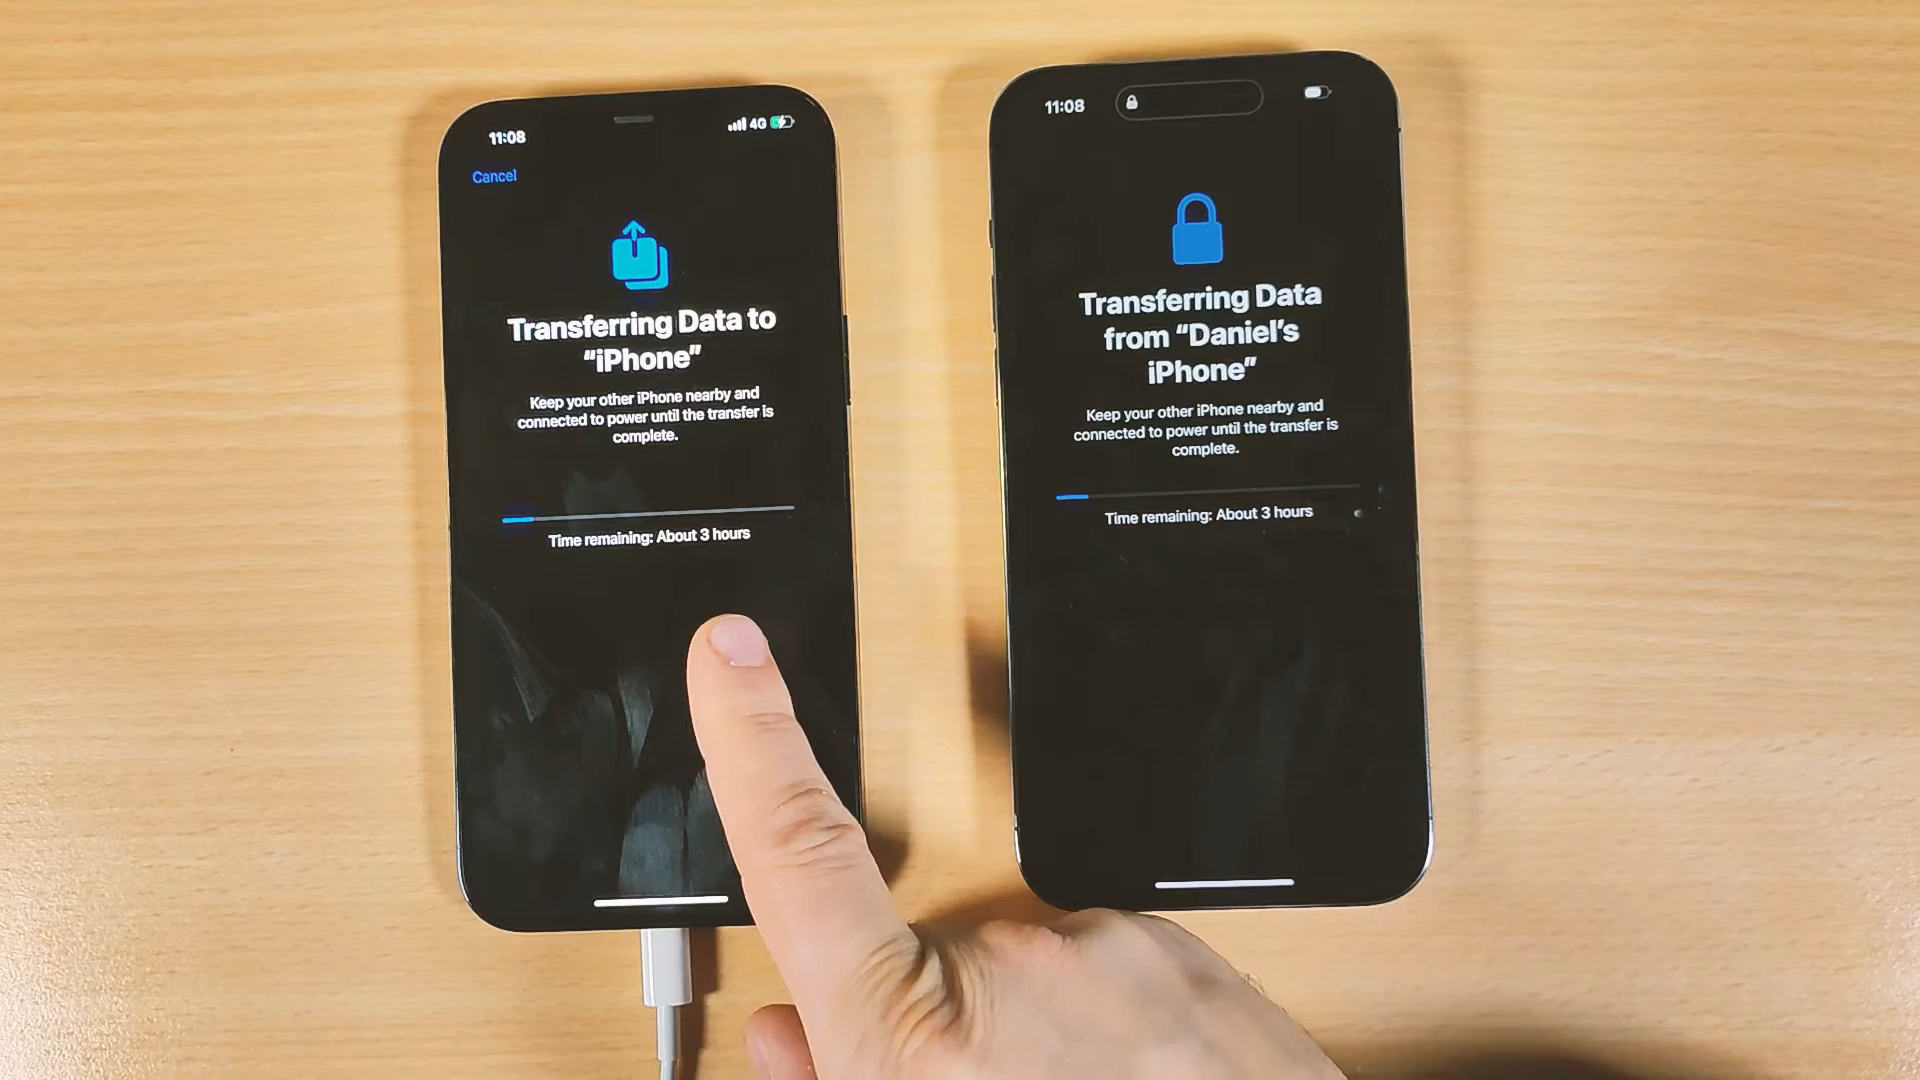 11:08
4G
Cancel
Transferring Data to
“iPhone”
Keep your other iPhone nearby and
connected to power until the transfer is
complete.
Time remaining: About 3 hours
11:08
Transferring Data
from “Daniel’s
iPhone”
Keep your other iPhone nearby and
connected to power until the transfer is
complete.
Time remaining: About 3 hours